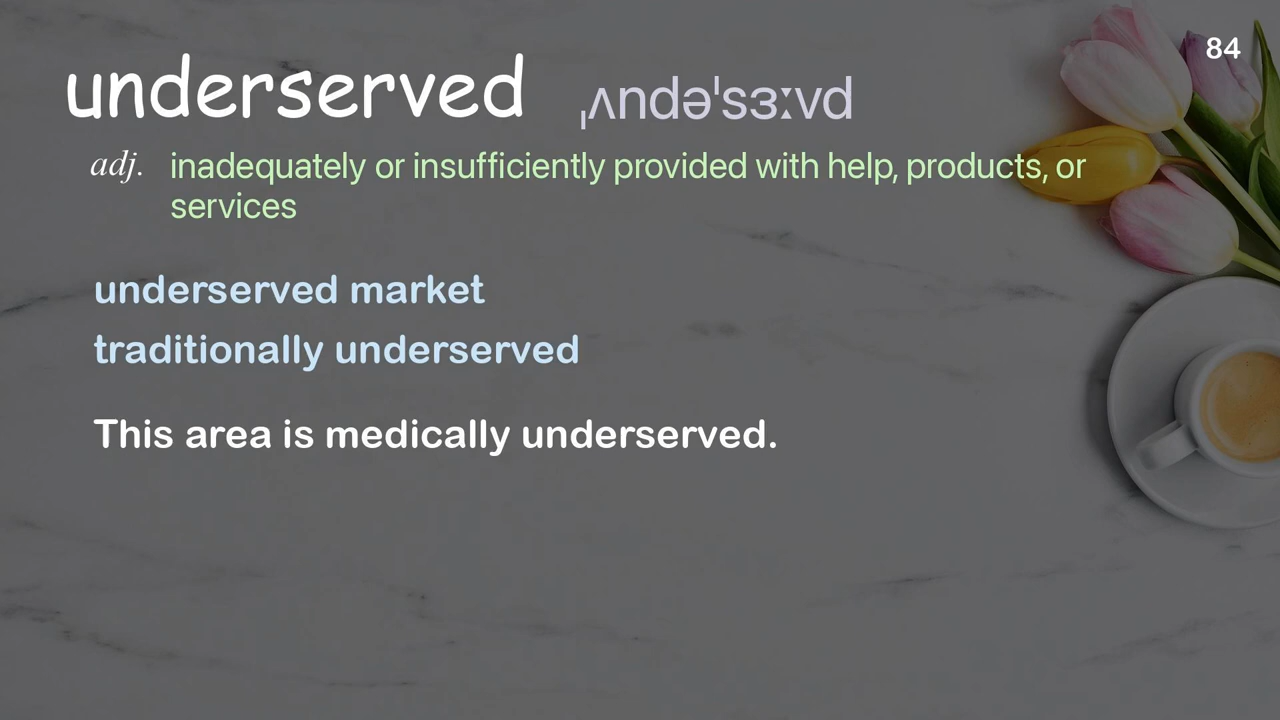 84
underserved ˌʌndəˈsɜːvd
adj. inadequately or insufficiently provided with help, products, or
services
underserved market
traditionally underserved
This area is medically underserved.